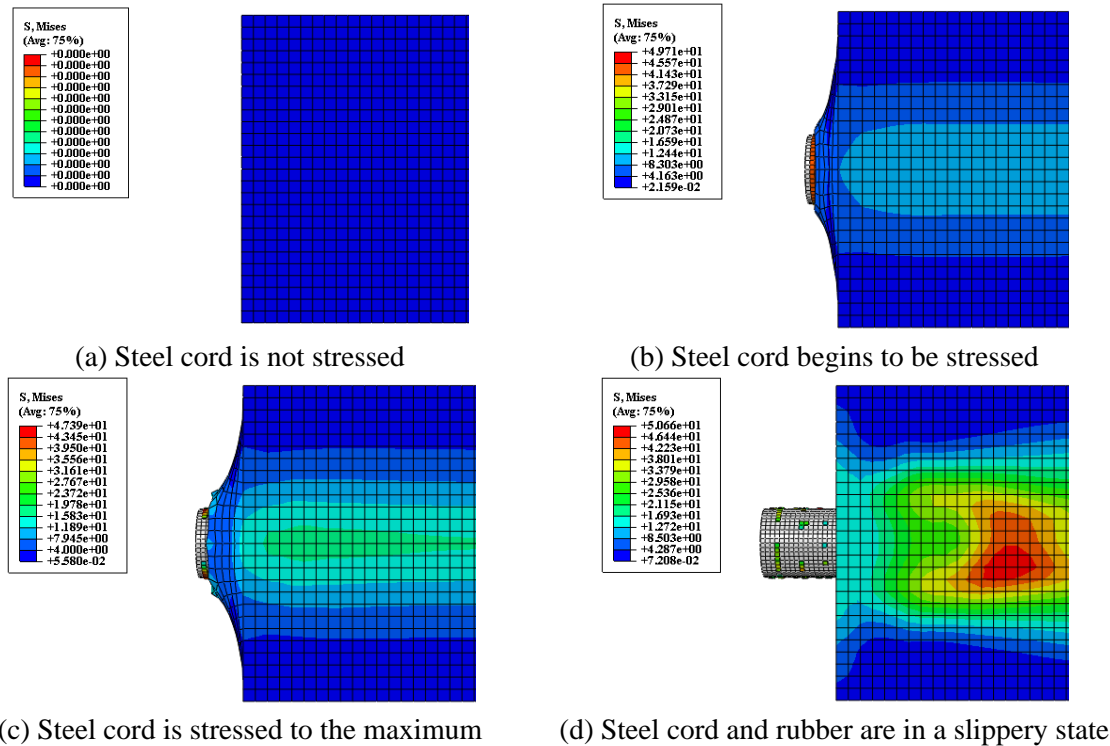 S, Mises
(Avg: 75%)
+0.000e+00
+0.000e+00
+0.000e+00
+0.000e+00
+0.000e+00
+0.000e+00
+0.000e+00
+0.000e+00
+0.000e+00
+0.000e+00
+0.000e+00
+0.000e+00
+0.000e+00
(a) Steel cord is not stressed
S, Mises
(Avg: 75%)
+4.971e+01
+4.557e+01
+4.143e+01
+3.729e+01
+3.315e+01
+2.901e+01
+2.487e+01
+2.073e+01
+1.659e+01
+1.244e+01
+8.303e+00
+4.163e+00
+2.159e-02
(b) Steel cord begins to be stressed
S, Mises
(Avg: 75%)
+4.739e+01
+4.345e+01
+3.950e+01
+3.556e+01
+3.161e+01
+2.767e+01
+2.372e+01
+1.978e+01
+1.583e+01
+1.189e+01
+7.945e+00
+4.000e+00
+5.580e-02
(c) Steel cord is stressed to the maximum
S, Mises
(Avg: 75%)
+5.066e+01
+4.644e+01
+4.223e+01
+3.801e+01
+3.379e+01
+2.958e+01
+2.536e+01
+2.115e+01
+1.693e+01
+1.272e+01
+8.503e+00
+4.287e+00
+7.208e-02
(d) Steel cord and rubber are in a slippery state